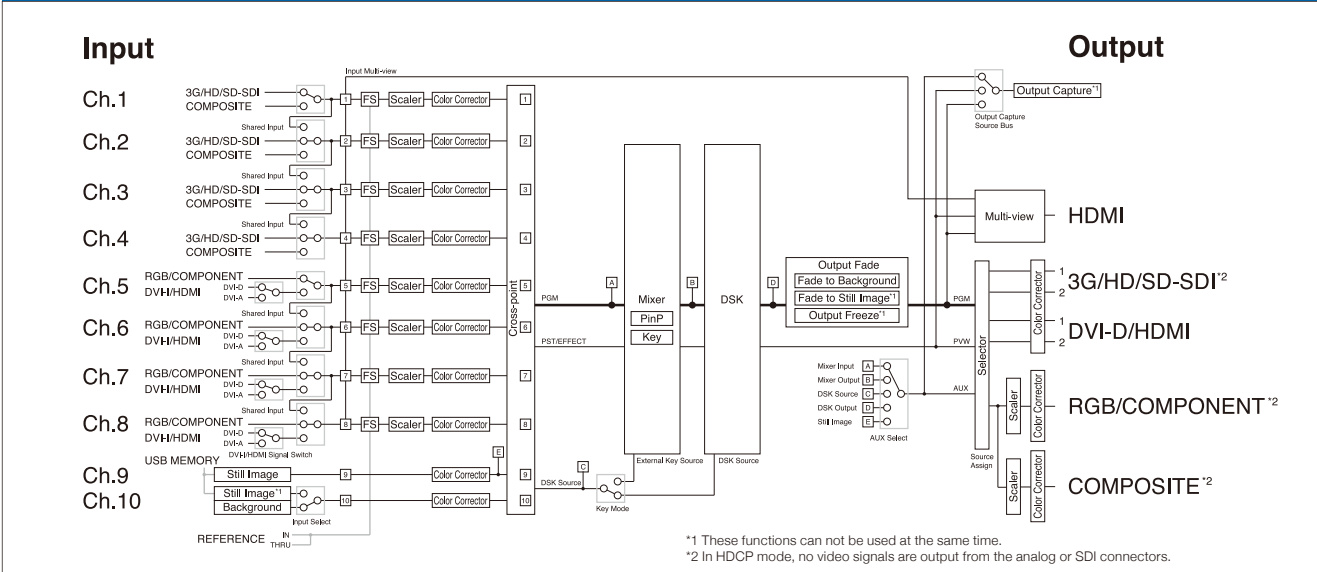 Input
Output
Input Multi-view
Ch.1
3G/HD/SD-SDI
COMPOSITE
1
FS
Scaler
Color Corrector
1
Shared Input
Ch.2
3G/HD/SD-SDI
COMPOSITE
2
FS
Scaler
Color Corrector
2
Shared Input
Ch.3
3G/HD/SD-SDI
COMPOSITE
3
FS
Scaler
Color Corrector
3
Shared Input
Ch.4
3G/HD/SD-SDI
COMPOSITE
4
FS
Scaler
Color Corrector
4
Ch.5
RGB/COMPONENT
DVI-I/HDMI
DVI-D
DVI-A
5
FS
Scaler
Color Corrector
5
Shared Input
Ch.6
RGB/COMPONENT
DVI-I/HDMI
DVI-D
DVI-A
6
FS
Scaler
Color Corrector
6
Shared Input
Ch.7
RGB/COMPONENT
DVI-I/HDMI
DVI-D
DVI-A
7
FS
Scaler
Color Corrector
7
Shared Input
Ch.8
RGB/COMPONENT
DVI-I/HDMI
DVI-D
DVI-A
8
FS
Scaler
Color Corrector
8
DVI-I/HDMI Signal Switch
USB MEMORY
Ch.9
Still Image
9
Color Corrector
E
9
Ch.10
Still Image*1
Background
Input Select
10
Color Corrector
10
REFERENCE
IN
THRU
Cross-point
PGM
PST/EFFECT
DSK Source
C
Key Mode
A
Mixer
PinP
Key
External Key Source
B
DSK
DSK Source
D
Output Fade
Fade to Background
Fade to Still Image*1
Output Freeze*1
Mixer Input
A
Mixer Output
B
DSK Source
C
DSK Output
D
Still Image
E
AUX Select
PGM
PVW
AUX
Selector
Source
Assign
Output Capture*1
Output Capture
Source Bus
Multi-view
HDMI
1
2
Color Corrector
3G/HD/SD-SDI*2
1
2
DVI-D/HDMI
Scaler
Color Corrector
RGB/COMPONENT*2
Scaler
Color Corrector
COMPOSITE*2
*1 These functions can not be used at the same time.
*2 In HDCP mode, no video signals are output from the analog or SDI connectors.